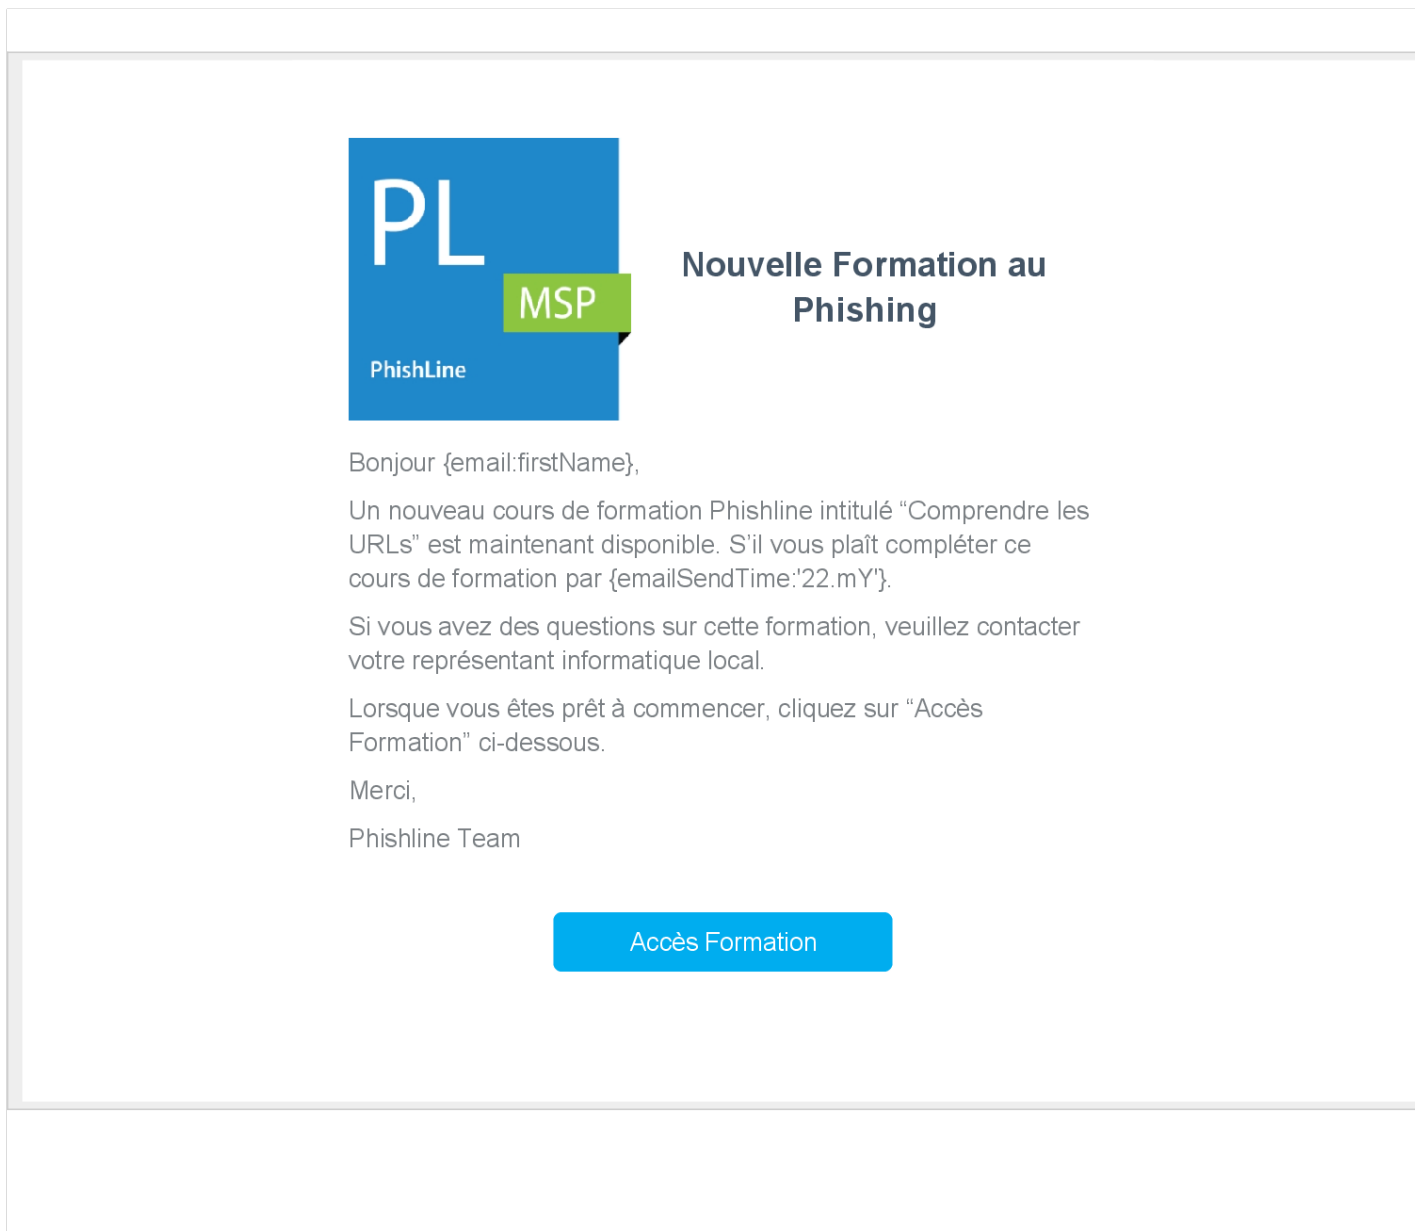 PL
MSP
PhishLine
Nouvelle Formation au
Phishing
Bonjour {email:firstName},
Un nouveau cours de formation Phishline intitulé “Comprendre les
URLs” est maintenant disponible. S’il vous plaît compléter ce
cours de formation par {emailSendTime:'22.mY'}.
Si vous avez des questions sur cette formation, veuillez contacter
votre représentant informatique local.
Lorsque vous êtes prêt à commencer, cliquez sur “Accès
Formation” ci-dessous.
Merci,
Phishline Team
Accès Formation